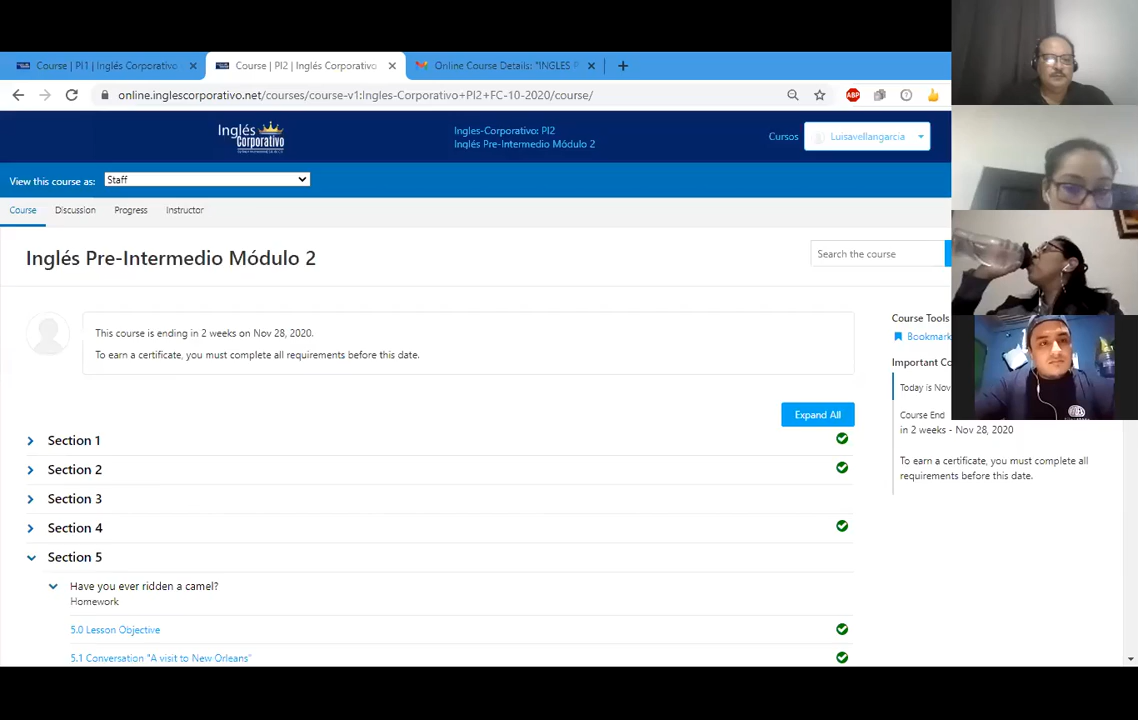 Course | PI1 | Inglés Corporativo
Course | PI2 | Inglés Corporativo
Online Course Details: "INGLES P
online.inglescorporativo.net/courses/course-v1:Ingles-Corporativo+PI2+FC-10-2020/course/
ABP
Inglés Corporativo
Ingles-Corporativo: PI2
Inglés Pre-Intermedio Módulo 2
Cursos
Luisavellangarcia
View this course as:
Staff
Course
Discussion
Progress
Instructor
Inglés Pre-Intermedio Módulo 2
Search the course
This course is ending in 2 weeks on Nov 28, 2020.
To earn a certificate, you must complete all requirements before this date.
Course Tools
Bookmark
Important Co
Today is Nov
Course End
in 2 weeks - Nov 28, 2020
To earn a certificate, you must complete all
requirements before this date.
Expand All
Section 1
Section 2
Section 3
Section 4
Section 5
Have you ever ridden a camel?
Homework
5.0 Lesson Objective
5.1 Conversation "A visit to New Orleans"